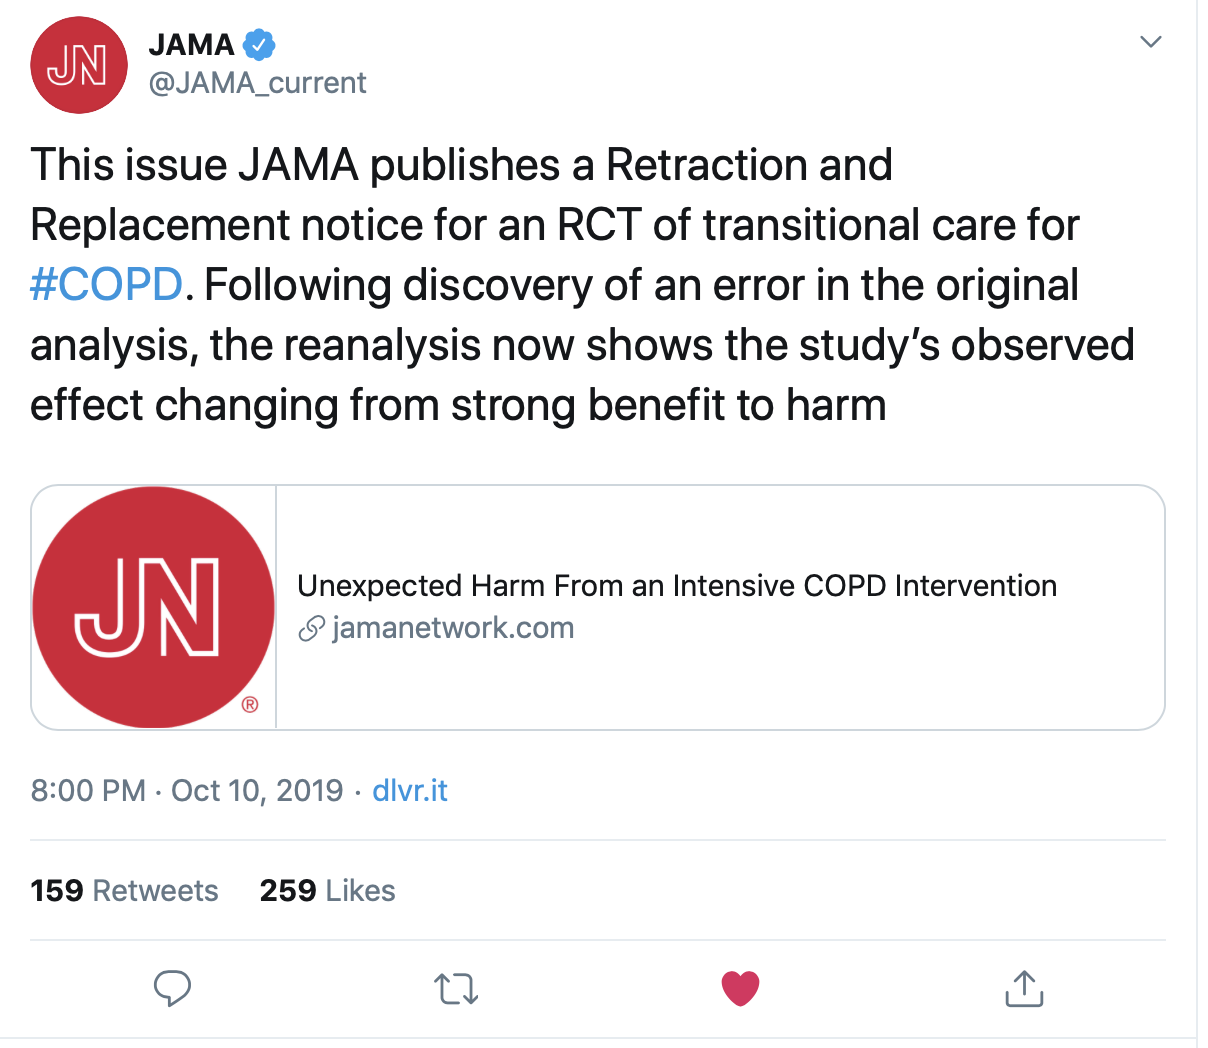 JN
JAMA
@JAMA_current
This issue JAMA publishes a Retraction and
Replacement notice for an RCT of transitional care for
#COPD. Following discovery of an error in the original
analysis, the reanalysis now shows the study’s observed
effect changing from strong benefit to harm
JN
®
Unexpected Harm From an Intensive COPD Intervention
jamanetwork.com
8:00 PM · Oct 10, 2019 · dlvr.it
159 Retweets 259 Likes